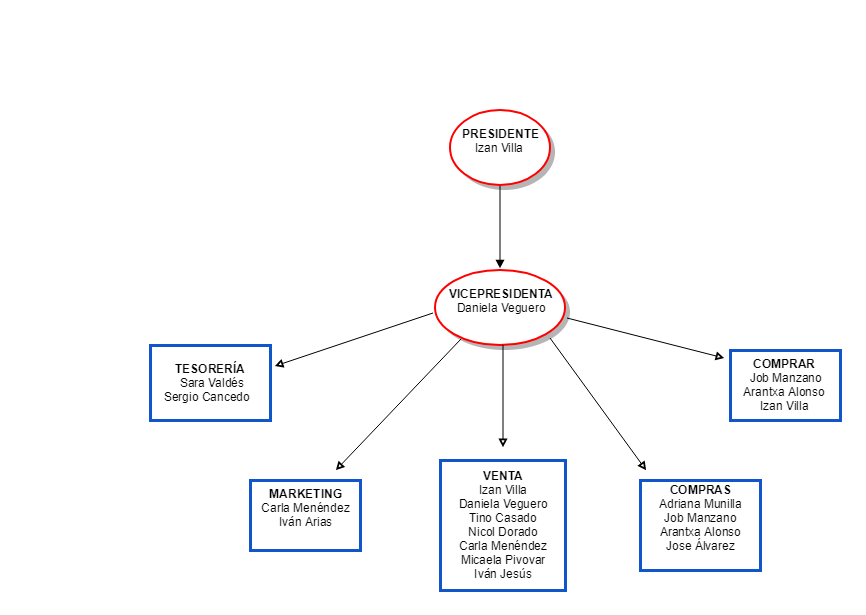 PRESIDENTE
Izan Villa
VICEPRESIDENTA
Daniela Veguero
TESORERÍA
Sara Valdés
Sergio Cancedo
COMPRAR
Job Manzano
Arantxa Alonso
Izan Villa
MARKETING
Carla Menéndez
Iván Arias
VENTA
Izan Villa
Daniela Veguero
Tino Casado
Nicol Dorado
Carla Menéndez
Micaela Pivovar
Iván Jesús
COMPRAS
Adriana Munilla
Job Manzano
Arantxa Alonso
Jose Álvarez